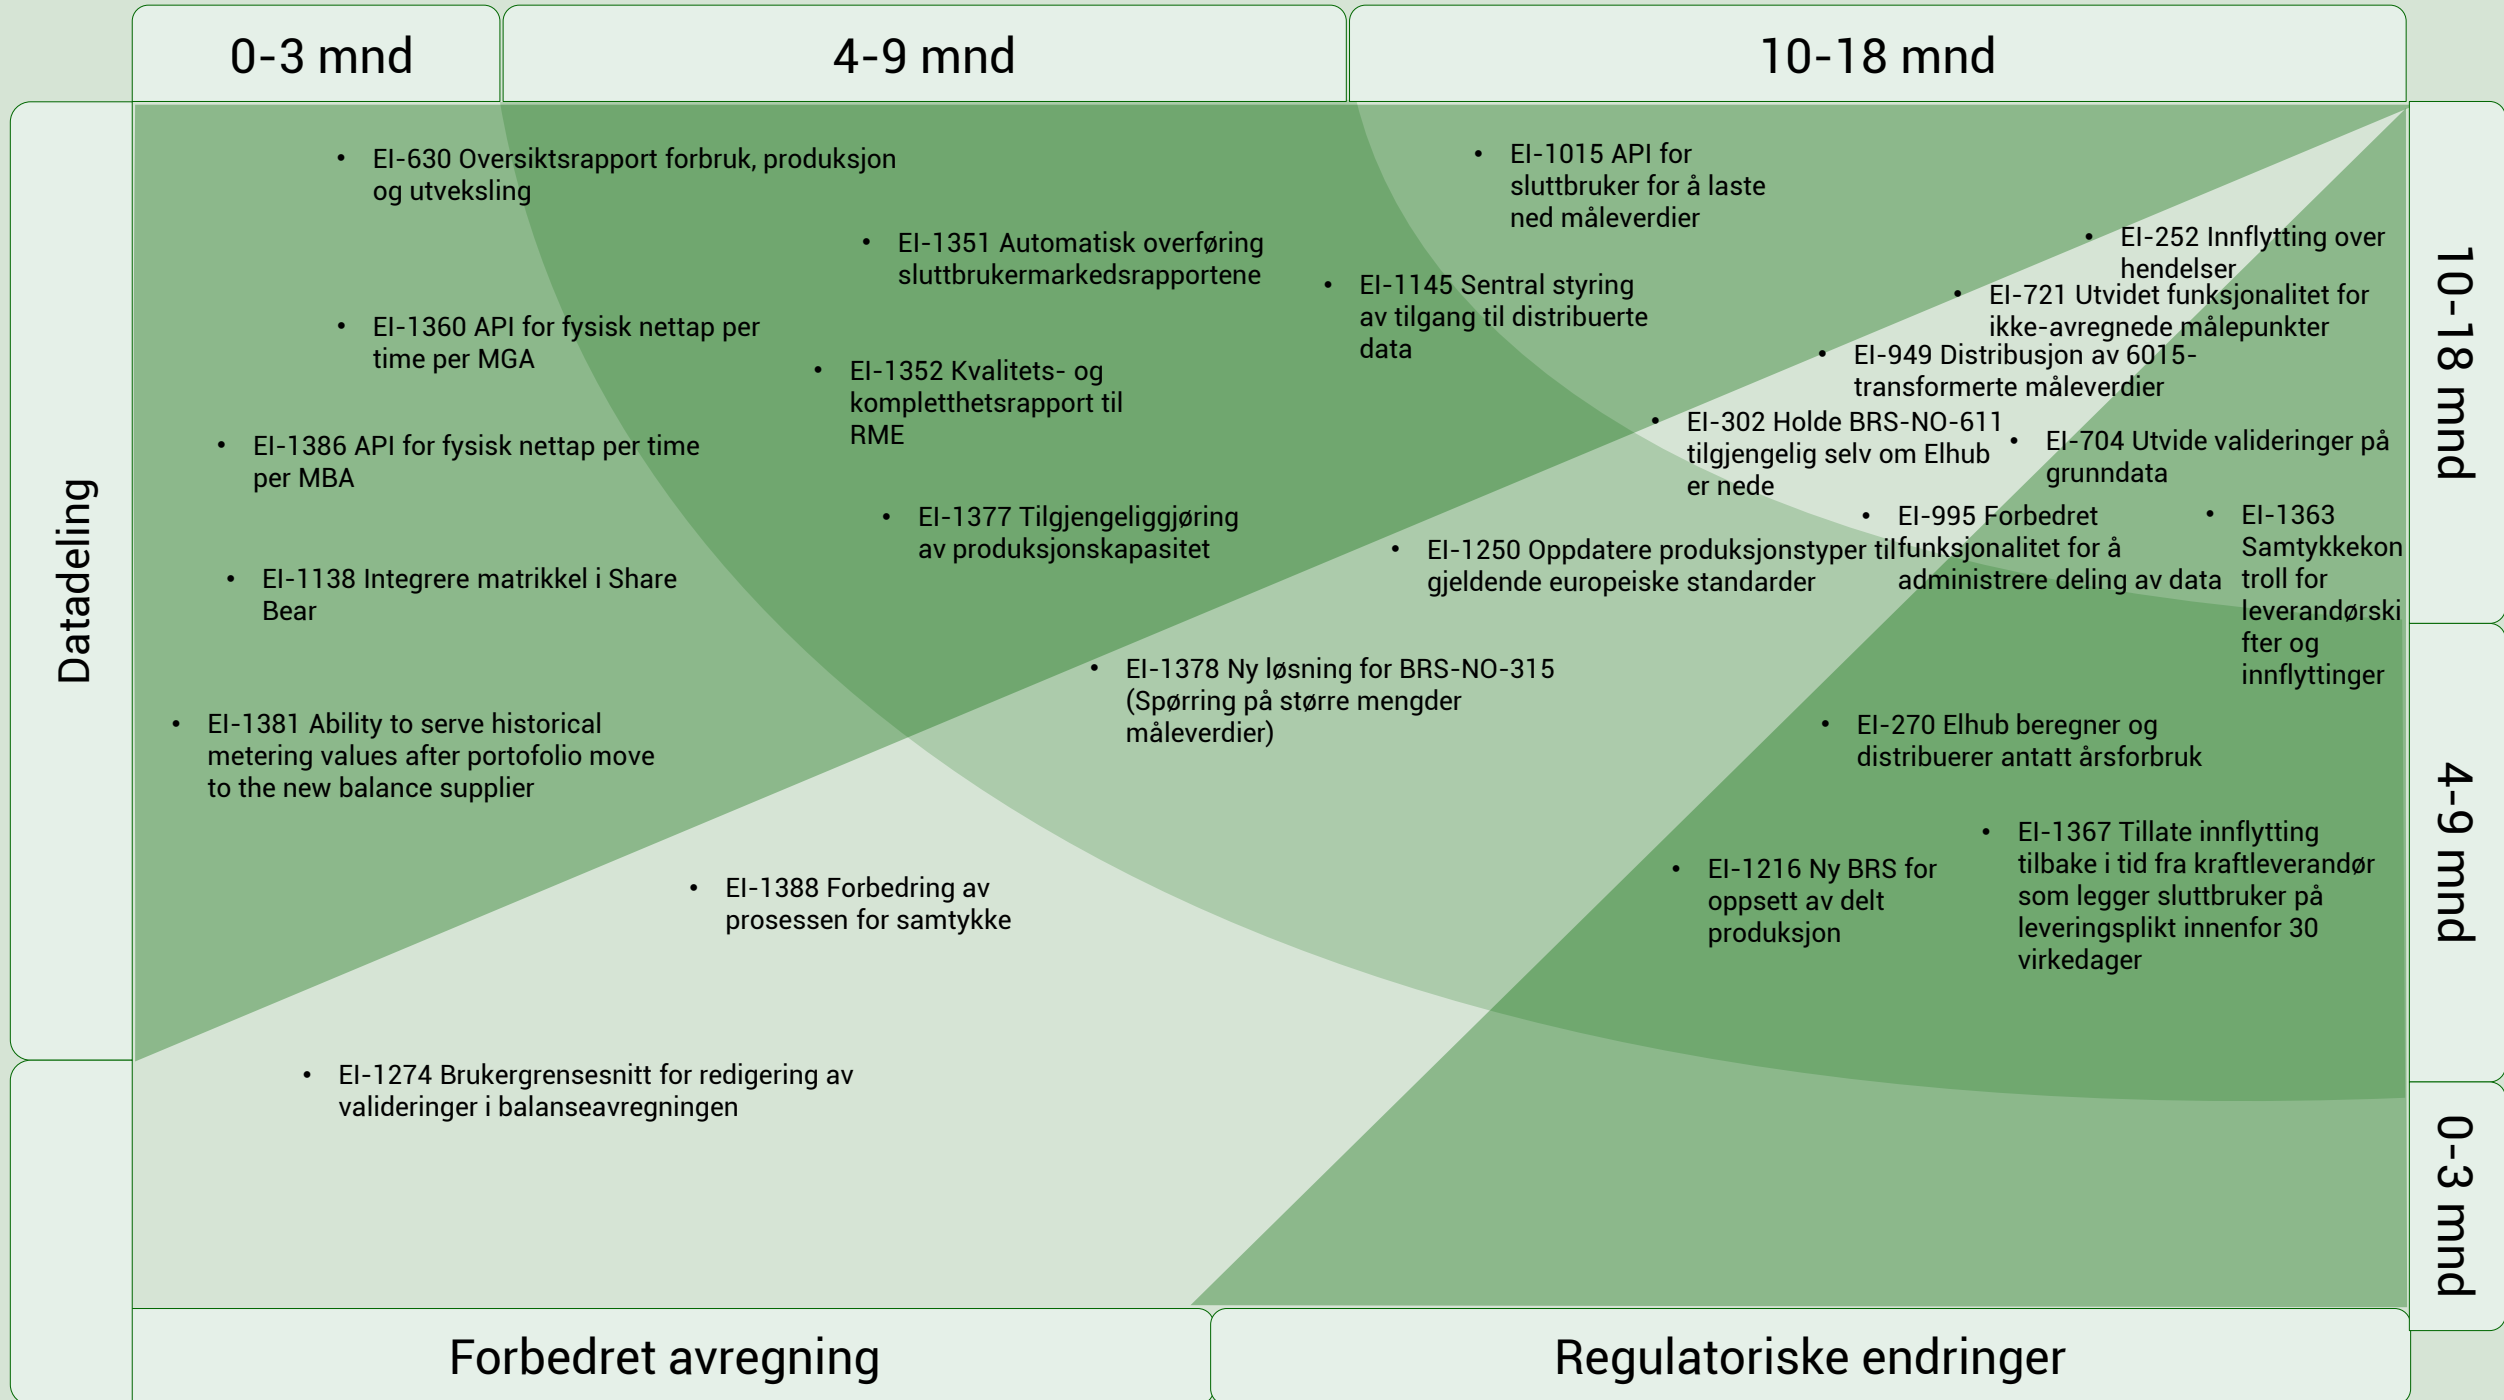 0-3 mnd
4-9 mnd
10-18 mnd
Datadeling
• EI-630 Oversiktsrapport forbruk, produksjon
og utveksling
• EI-1351 Automatisk overføring
sluttbrukermarkedsrapportene
• EI-1360 API for fysisk nettap per
time per MGA
• EI-1352 Kvalitets- og
kompletthetsrapport til
RME
• EI-1386 API for fysisk nettap per time
per MBA
• EI-1377 Tilgjengeliggjøring
av produksjonskapasitet
• EI-1138 Integrere matrikkel i Share
Bear
• EI-1381 Ability to serve historical
metering values after portofolio move
to the new balance supplier
• EI-1015 API for
sluttbruker for å laste
ned måleverdier
• EI-1145 Sentral styring
av tilgang til distribuerte
data
• EI-252 Innflytting over
hendelser
• EI-721 Utvidet funksjonalitet for
ikke-avregnede målepunkter
• EI-949 Distribusjon av 6015-
transformerte måleverdier
• EI-302 Holde BRS-NO-611
tilgjengelig selv om Elhub
er nede
• EI-704 Utvide valideringer på
grunndata
• EI-995 Forbedret
funksjonalitet for å
administrere deling av data
• EI-1363
Samtykkekon
troll for
leverandørski
fter og
innflyttinger
• EI-1250 Oppdatere produksjonstyper til
gjeldende europeiske standarder
• EI-1378 Ny løsning for BRS-NO-315
(Spørring på større mengder
måleverdier)
• EI-270 Elhub beregner og
distribuerer antatt årsforbruk
• EI-1367 Tillate innflytting
tilbake i tid fra kraftleverandør
som legger sluttbruker på
leveringsplikt innenfor 30
virkedager
• EI-1216 Ny BRS for
oppsett av delt
produksjon
• EI-1388 Forbedring av
prosessen for samtykke
• EI-1274 Brukergrensesnitt for redigering av
valideringer i balanseavregningen
10-18 mnd
4-9 mnd
0-3 mnd
Forbedret avregning
Regulatoriske endringer